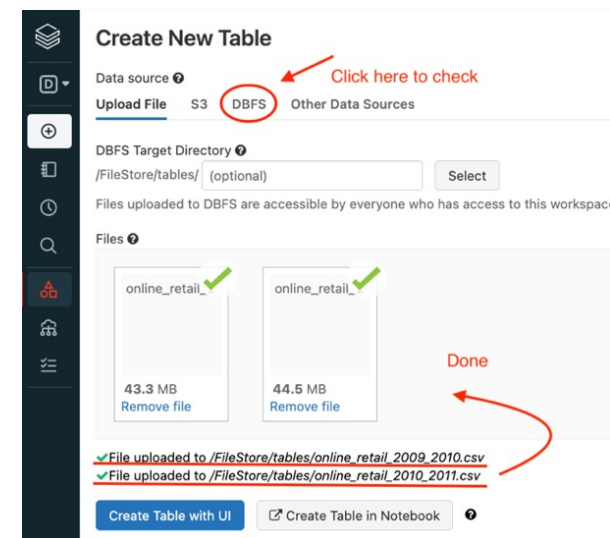 Create New Table
Data source
Click here to check
Upload File S3 DBFS Other Data Sources
DBFS Target Directory
/FileStore/tables/ (optional) Select
Files uploaded to DBFS are accessible by everyone who has access to this workspac
Files
online_retail_ online_retail_
43.3 MB 44.5 MB
Remove file Remove file
Done
File uploaded to /FileStore/tables/online_retail_2009_2010.csv
File uploaded to /FileStore/tables/online_retail_2010_2011.csv
Create Table with UI Create Table in Notebook
D